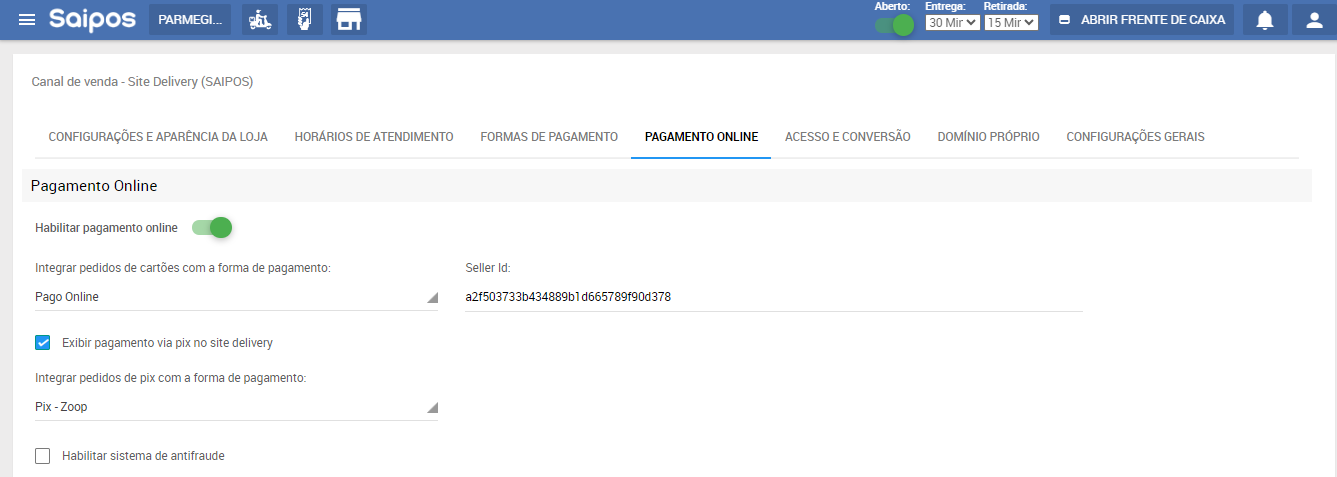 Saipos
PARMEGI...
Aberto:
Entrega:
30 Mir
Retirada:
15 Mir
ABRIR FRENTE DE CAIXA
Canal de venda - Site Delivery (SAIPOS)
CONFIGURAÇÕES E APARÊNCIA DA LOJA
HORÁRIOS DE ATENDIMENTO
FORMAS DE PAGAMENTO
PAGAMENTO ONLINE
ACESSO E CONVERSÃO
DOMÍNIO PRÓPRIO
CONFIGURAÇÕES GERAIS
Pagamento Online
Habilitar pagamento online
Integrar pedidos de cartões com a forma de pagamento:
Pago Online
Seller Id:
a2f503733b434889b1d665789f90d378
Exibir pagamento via pix no site delivery
Integrar pedidos de pix com a forma de pagamento:
Pix - Zoop
Habilitar sistema de antifraude